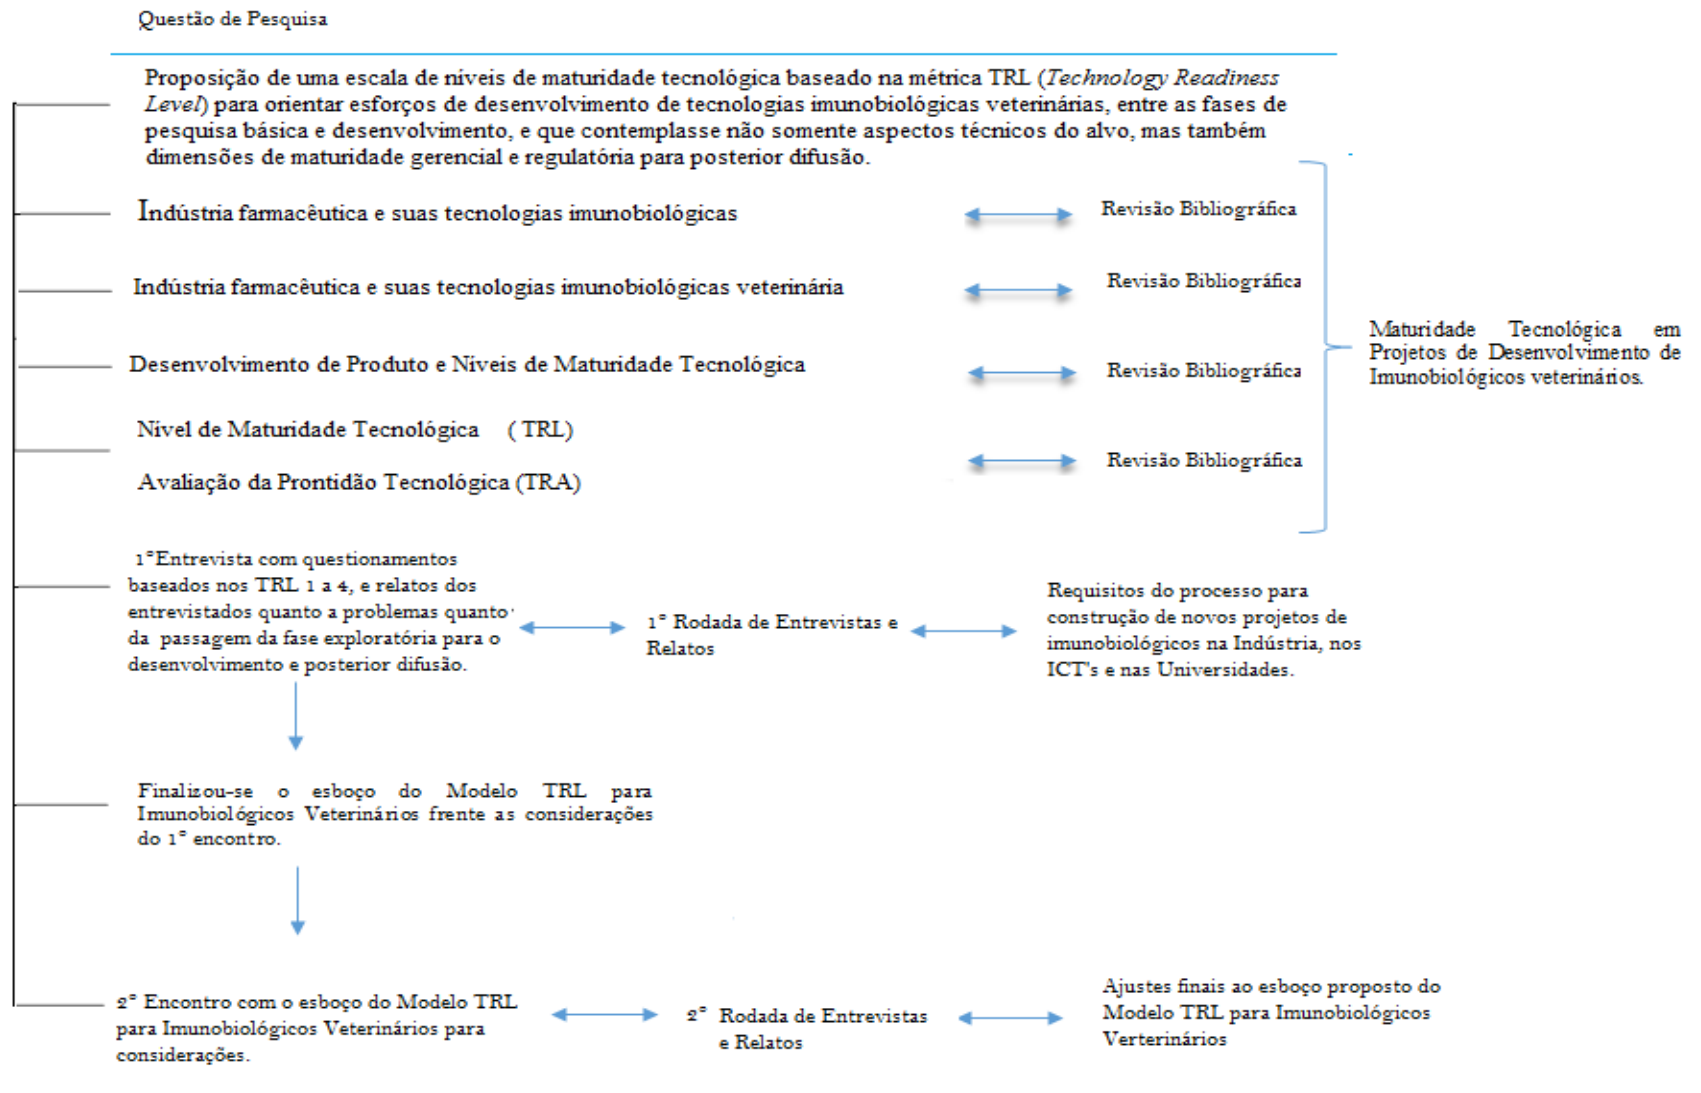 Questão de Pesquisa
Proposição de uma escala de níveis de maturidade tecnológica baseado na métrica TRL (Technology Readiness
Level) para orientar esforços de desenvolvimento de tecnologias imunobiológicas veterinárias, entre as fases de
pesquisa básica e desenvolvimento, e que contemplasse não somente aspectos técnicos do alvo, mas também
dimensões de maturidade gerencial e regulatória para posterior difusão.
Indústria farmacêutica e suas tecnologias imunobiológicas
Revisão Bibliográfica
Indústria farmacêutica e suas tecnologias imunobiológicas veterinária
Revisão Bibliográfica
Desenvolvimento de Produto e Níveis de Maturidade Tecnológica
Revisão Bibliográfica
Nível de Maturidade Tecnológica ( TRL)
Avaliação da Prontidão Tecnológica (TRA)
Revisão Bibliográfica
Maturidade Tecnológica em
Projetos de Desenvolvimento de
Imunobiológicos veterinários.
1°Entrevista com questionamentos
baseados nos TRL 1 a 4, e relatos dos
entrevistados quanto a problemas quanto
da passagem da fase exploratória para o
desenvolvimento e posterior difusão.
1° Rodada de Entrevistas e
Relatos
Requisitos do processo para
construção de novos projetos de
imunobiológicos na Indústria, nos
ICT's e nas Universidades.
Finalizou-se o esboço do Modelo TRL para
Imunobiológicos Veterinários frente as considerações
do 1° encontro.
2° Encontro com o esboço do Modelo TRL
para Imunobiológicos Veterinários para
considerações.
2° Rodada de Entrevistas
e Relatos
Ajustes finais ao esboço proposto do
Modelo TRL para Imunobiológicos
Verterinários